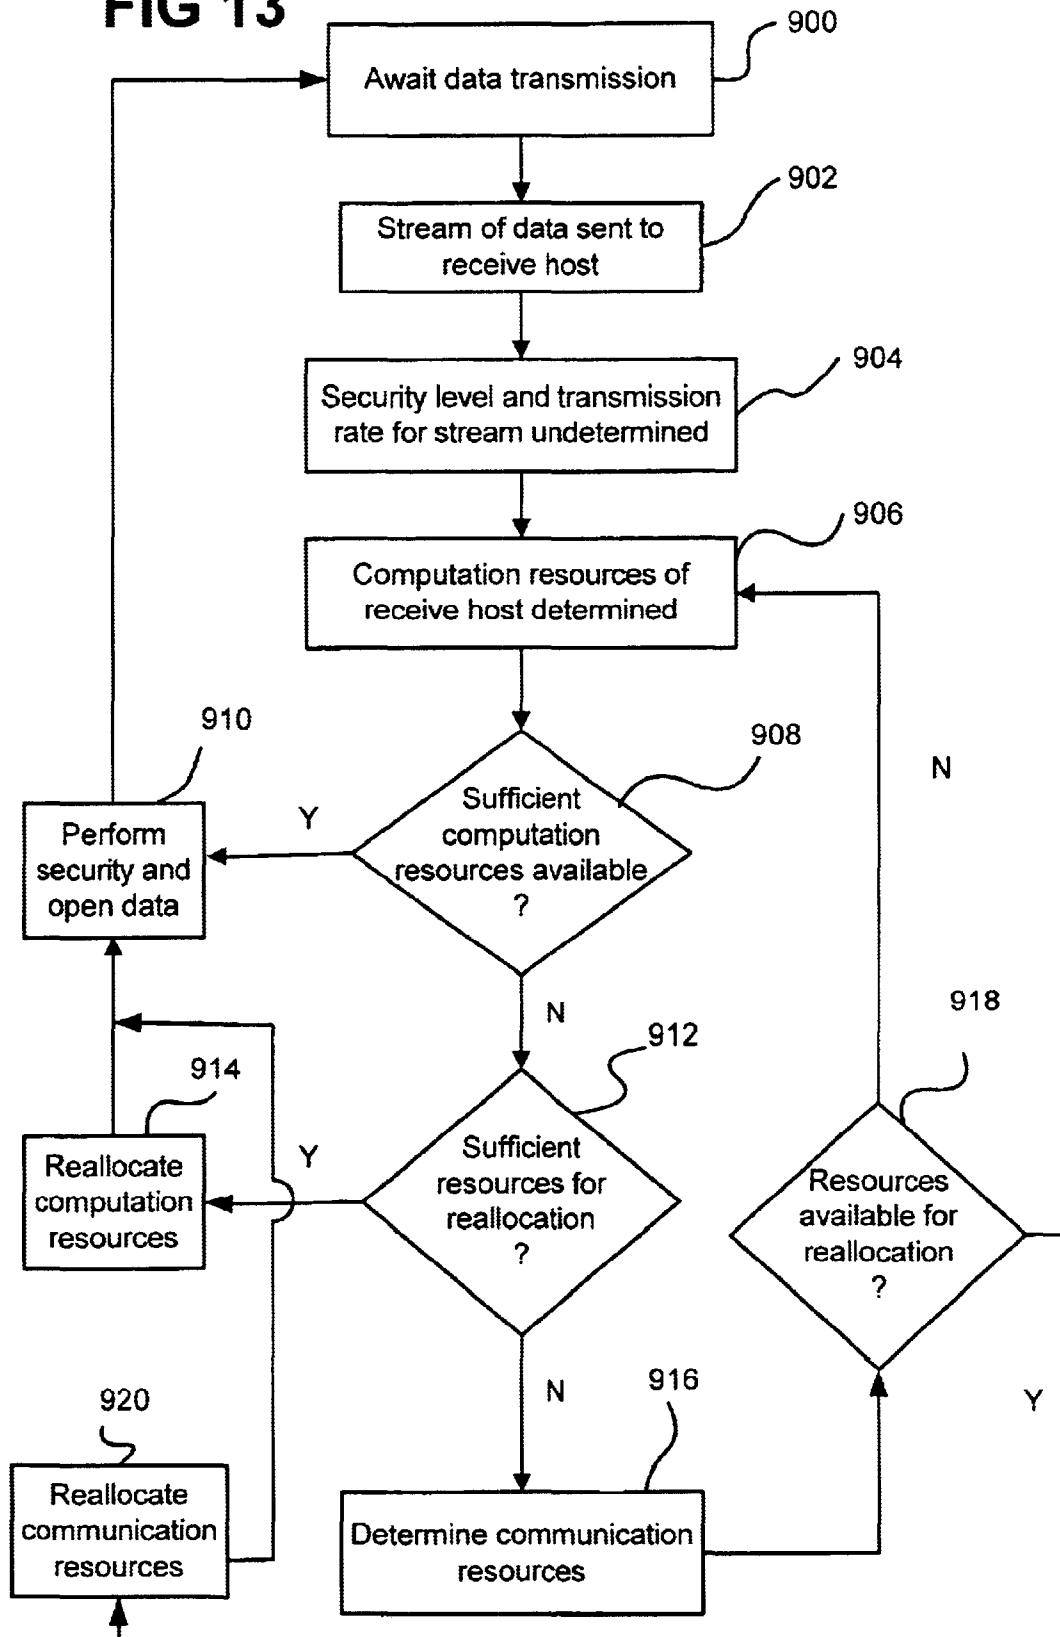 FIG 13
900
Await data transmission
902
Stream of data sent to
receive host
904
Security level and transmission
rate for stream undetermined
906
Computation resources of
receive host determined
910
908
N
Y
Perform
security and
open data
Sufficient
computation
resources available
?
N
912
918
914
Y
Reallocate
computation
resources
Sufficient
resources for
reallocation
?
Resources
available for
reallocation
?
920
N
916
Y
Reallocate
communication
resources
Determine communication
resources